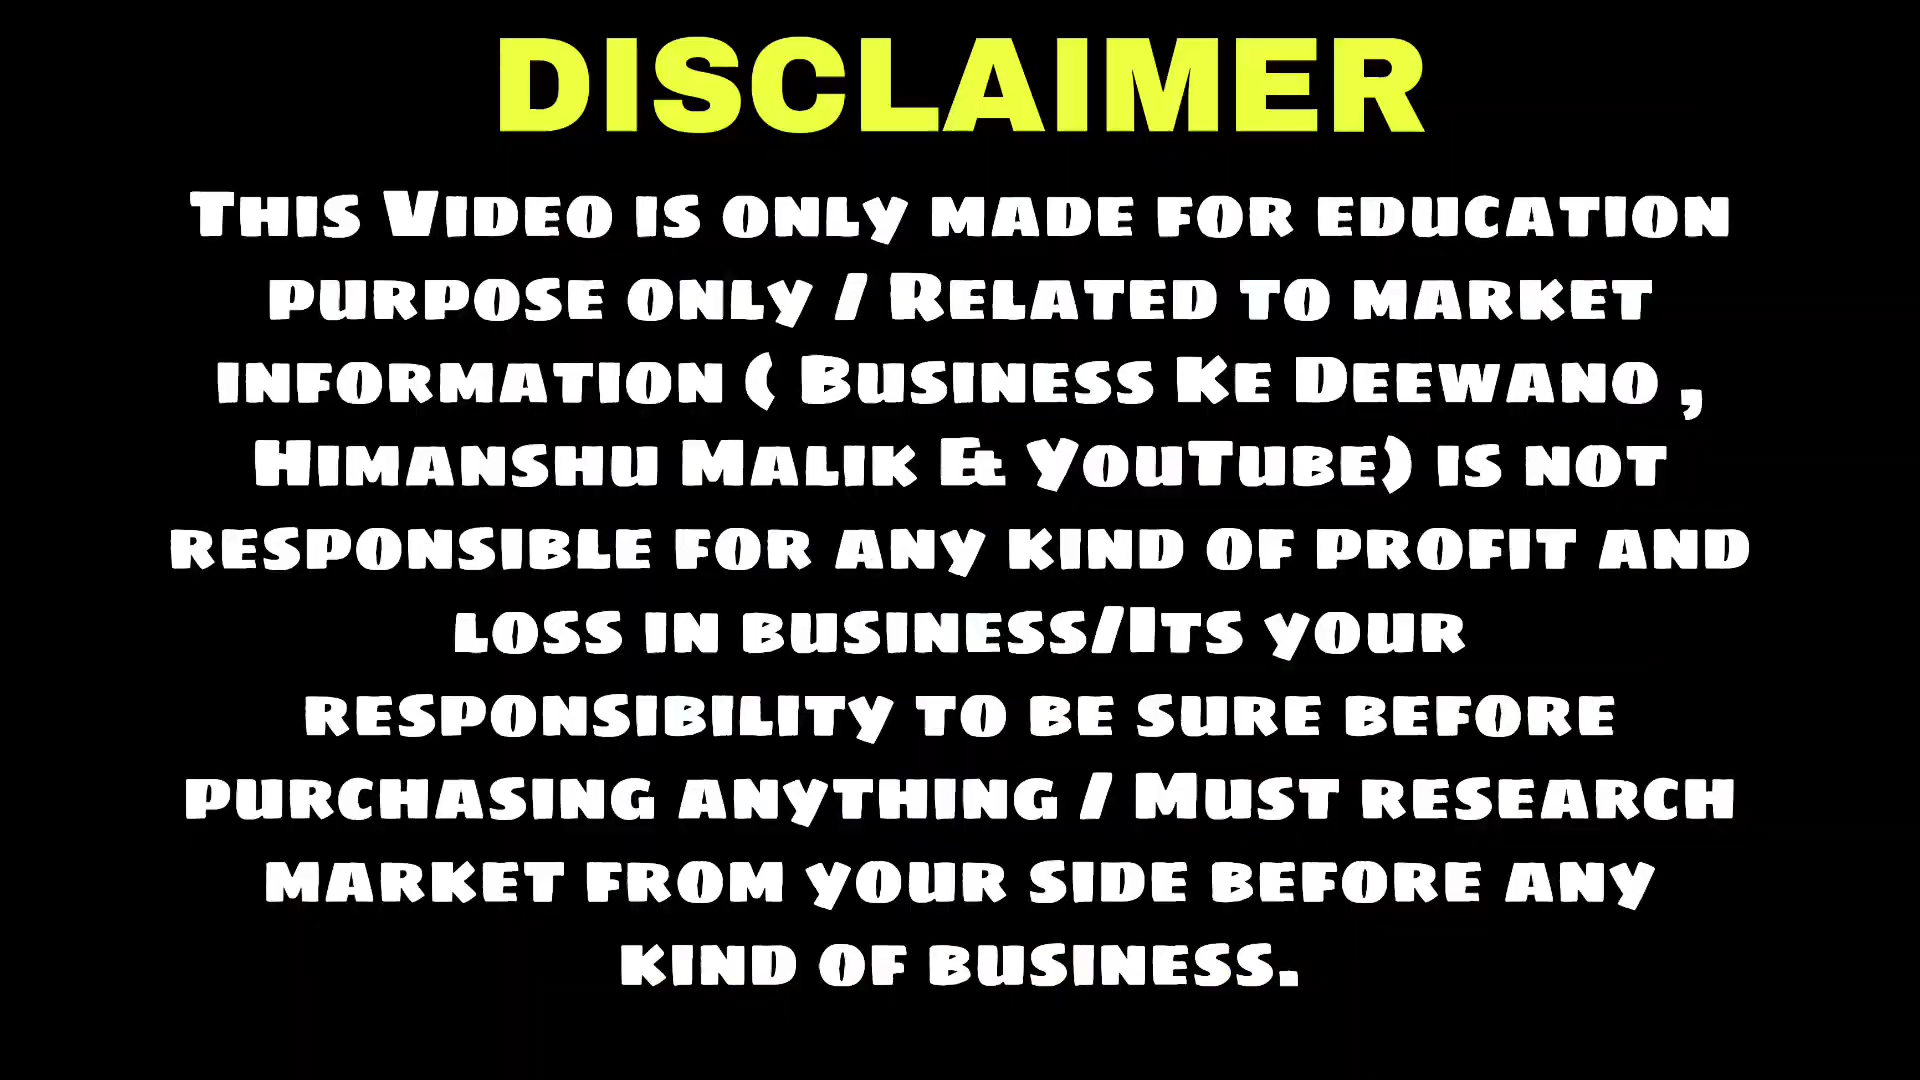 DISCLAIMER
This Video is only made for education
purpose only / Related to market
information ( Business Ke Deewano ,
Himanshu Malik & YouTube) is not
responsible for any kind of profit and
loss in business/Its your
responsibility to be sure before
purchasing anything / Must research
market from your side before any
kind of business.